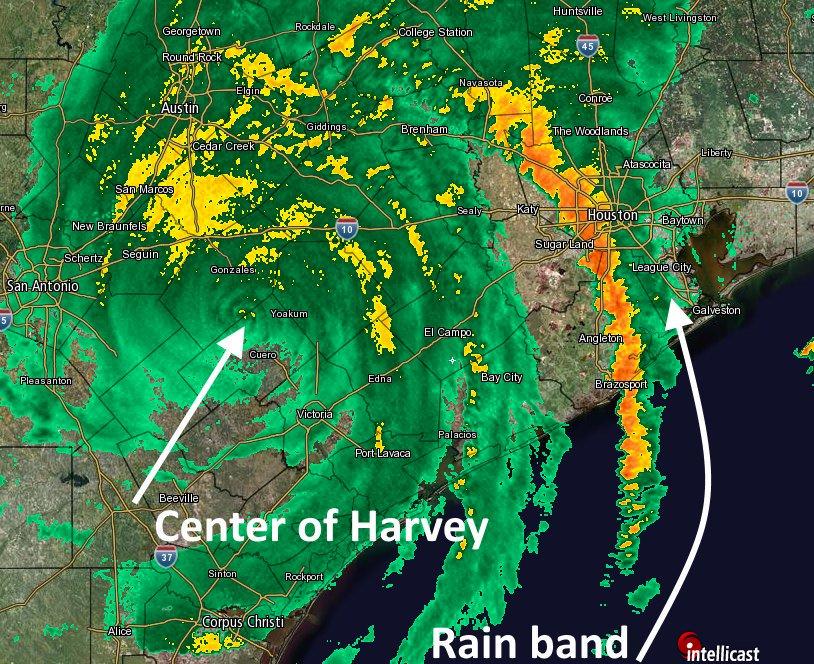 Huntsville
West Livingston
Georgetown
Rockdale
College Station
45
Round Rock
Navasota
Elgin
Conroe
Austin
Giddings
Brenham
The Woodlands
Cedar Creek
Liberty
Atascocita
San Marcos
10
Sealy
Katy
Houston
Baytown
New Braunfels
10
Seguin
Sugar Land
Schertz
Gonzales
League City
San Antonio
Yoakum
Galveston
5
El Campo
Angleton
Cuero
Pleasanton
Edna
Bay City
Brazosport
Victoria
Palacios
Port Lavaca
Beeville
Center of Harvey
37
Sinton
Rockport
Corpus Christi
Alice
Rain band
intellicast